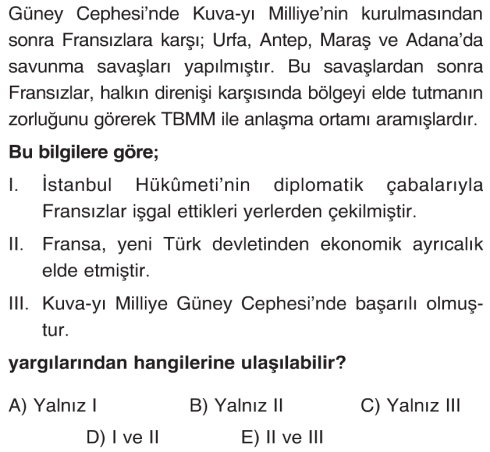 Güney Cephesi’nde Kuva-yı Milliye’nin kurulmasından
sonra Fransızlara karşı; Urfa, Antep, Maraş ve Adana’da
savunma savaşları yapılmıştır. Bu savaşlardan sonra
Fransızlar, halkın direnişi karşısında bölgeyi elde tutmanın
zorluğunu görerek TBMM ile anlaşma ortamı aramışlardır.
Bu bilgilere göre;
I. İstanbul Hükûmeti’nin diplomatik çabalarıyla
Fransızlar işgal ettikleri yerlerden çekilmiştir.
II. Fransa, yeni Türk devletinden ekonomik ayrıcalık
elde etmiştir.
III. Kuva-yı Milliye Güney Cephesi’nde başarılı olmuş-
tur.
yargılarından hangilerine ulaşılabilir?
A) Yalnız I B) Yalnız II C) Yalnız III
D) I ve II E) II ve III